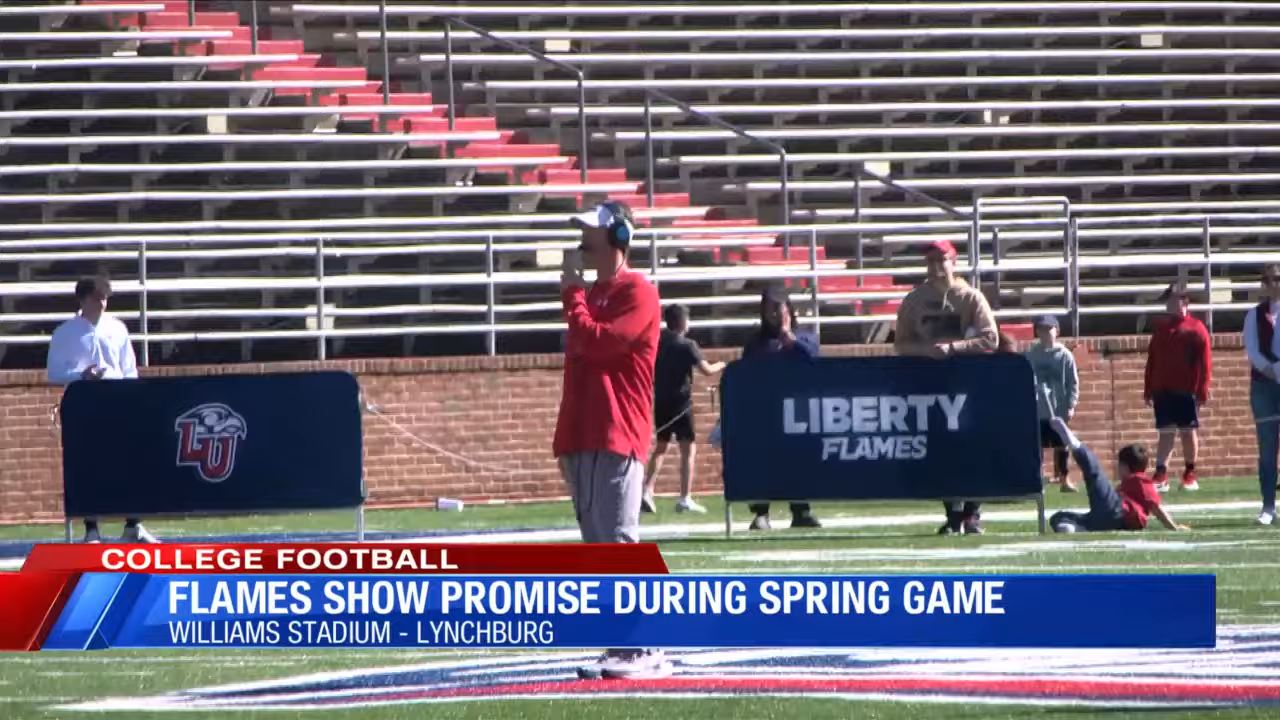 LU
LIBERTY
FLAMES
COLLEGE FOOTBALL
FLAMES SHOW PROMISE DURING SPRING GAME
WILLIAMS STADIUM - LYNCHBURG